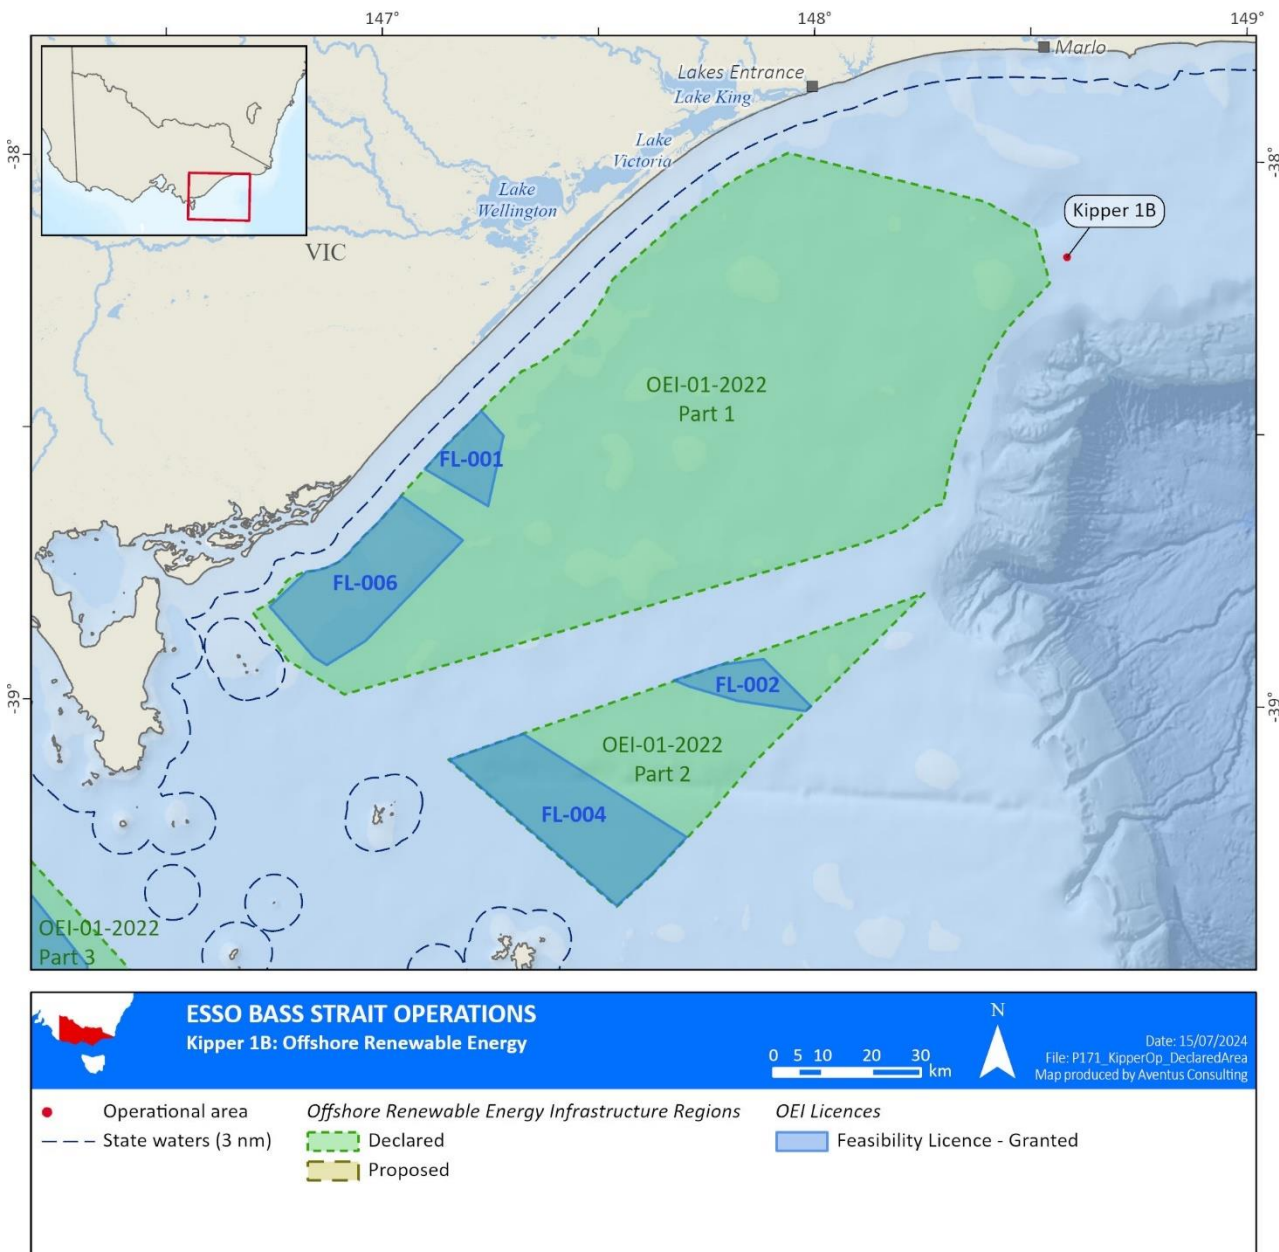 147°
148°
149°
Marlo
Lakes Entrance
Lake King
Lake
Victoria
-38°
-38°
Lake
Wellington
Kipper 1B
VIC
OEI-01-2022
Part 1
FL-001
FL-006
FL-002
-39°
-39°
OEI-01-2022
Part 2
FL-004
OEI-01-2022
Part 3
ESSO BASS STRAIT OPERATIONS
Kipper 1B: Offshore Renewable Energy
0 5 10 20 30
km
N
Date: 15/07/2024
File: P171_KipperOp_DeclaredArea
Map produced by Aventus Consulting
Operational area
State waters (3 nm)
Offshore Renewable Energy Infrastructure Regions
Declared
Proposed
OEI Licences
Feasibility Licence - Granted